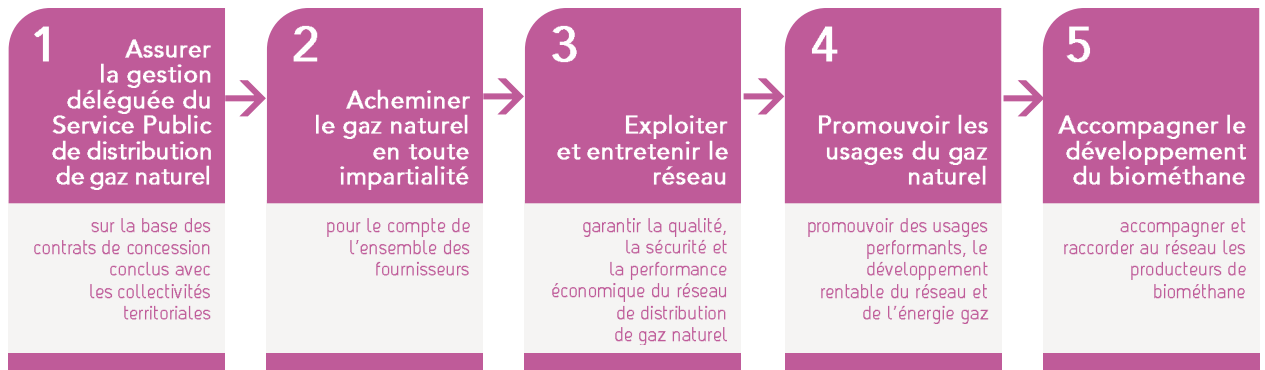 1
Assurer
la gestion
déléguée du
Service Public
de distribution
de gaz naturel
sur la base des
contrats de concession
conclus avec
les collectivités
territoriales
2
Acheminer
le gaz naturel
en toute
impartialité
pour le compte de
l'ensemble des
fournisseurs
3
Exploiter
et entretenir le
réseau
garantir la qualité,
la sécurité et
la performance
économique du réseau
de distribution
de gaz naturel
4
Promouvoir les
usages du gaz
naturel
promouvoir des usages
performants, le
développement
rentable du réseau et
de l'énergie gaz
5
Accompagner le
développement
du biométhane
accompagner et
raccorder au réseau les
producteurs de
biométhane